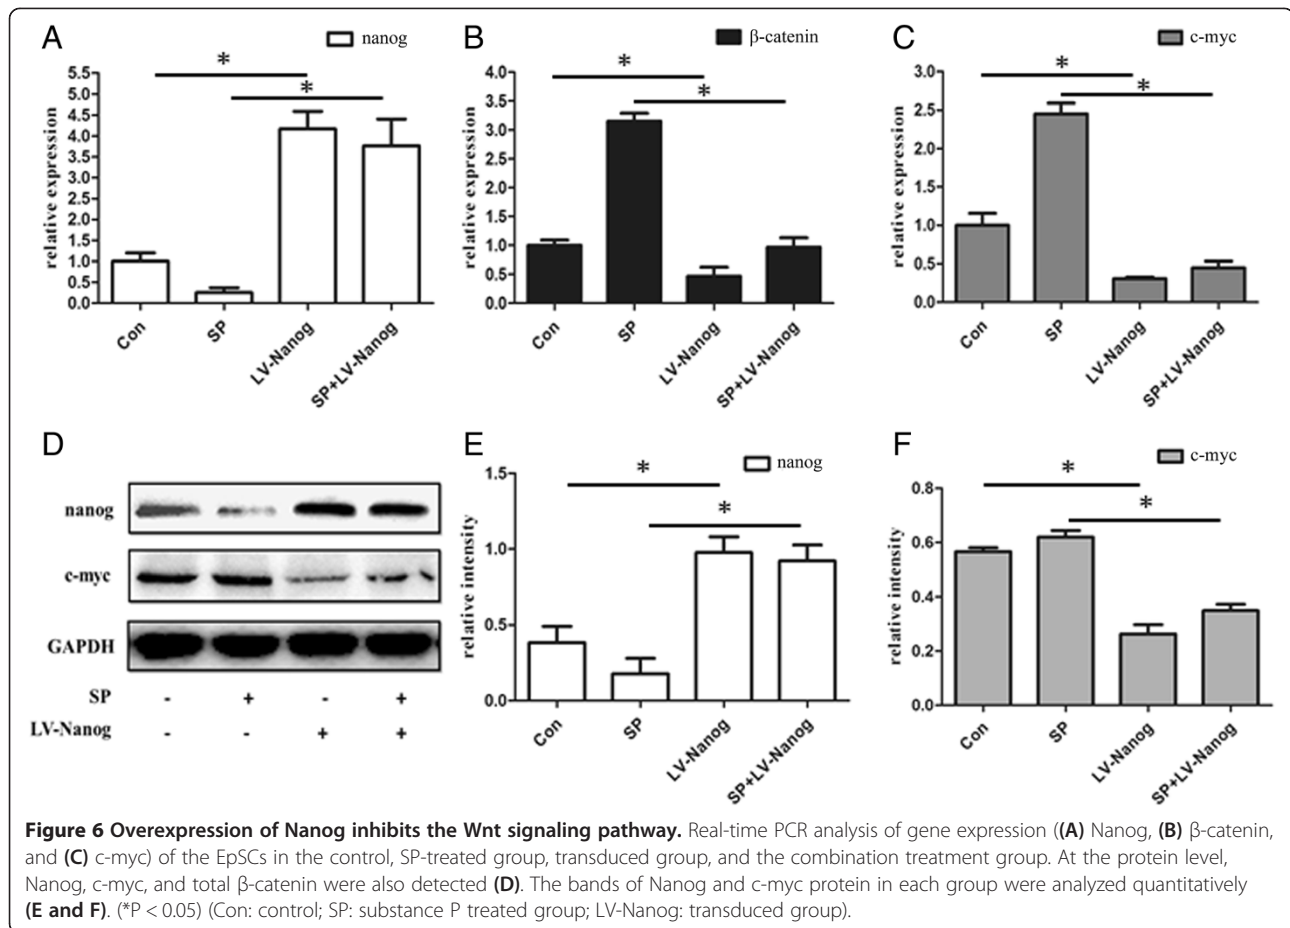 A
nanog
*
*
5.5
5.0
4.5
4.0
3.5
3.0
2.5
2.0
1.5
1.0
0.5
0.0
relative expression
Con
SP
LV-Nanog
SP+LV-Nanog
B
β-catenin
*
*
4.0
3.5
3.0
2.5
2.0
1.5
1.0
0.5
0.0
relative expression
Con
SP
LV-Nanog
SP+LV-Nanog
C
c-myc
*
*
3.0
2.5
2.0
1.5
1.0
0.5
0.0
relative expression
Con
SP
LV-Nanog
SP+LV-Nanog
D
nanog
c-myc
GAPDH
SP - + - +
LV-Nanog - - + +
E
nanog
*
*
1.5
1.0
0.5
0.0
relative intensity
Con
SP
LV-Nanog
SP+LV-Nanog
F
c-myc
*
*
0.8
0.6
0.4
0.2
0.0
relative intensity
Con
SP
LV-Nanog
SP+LV-Nanog
Figure 6 Overexpression of Nanog inhibits the Wnt signaling pathway. Real-time PCR analysis of gene expression ((A) Nanog, (B) β-catenin,
and (C) c-myc) of the EpSCs in the control, SP-treated group, transduced group, and the combination treatment group. At the protein level,
Nanog, c-myc, and total β-catenin were also detected (D). The bands of Nanog and c-myc protein in each group were analyzed quantitatively
(E and F). (*P < 0.05) (Con: control; SP: substance P treated group; LV-Nanog: transduced group).